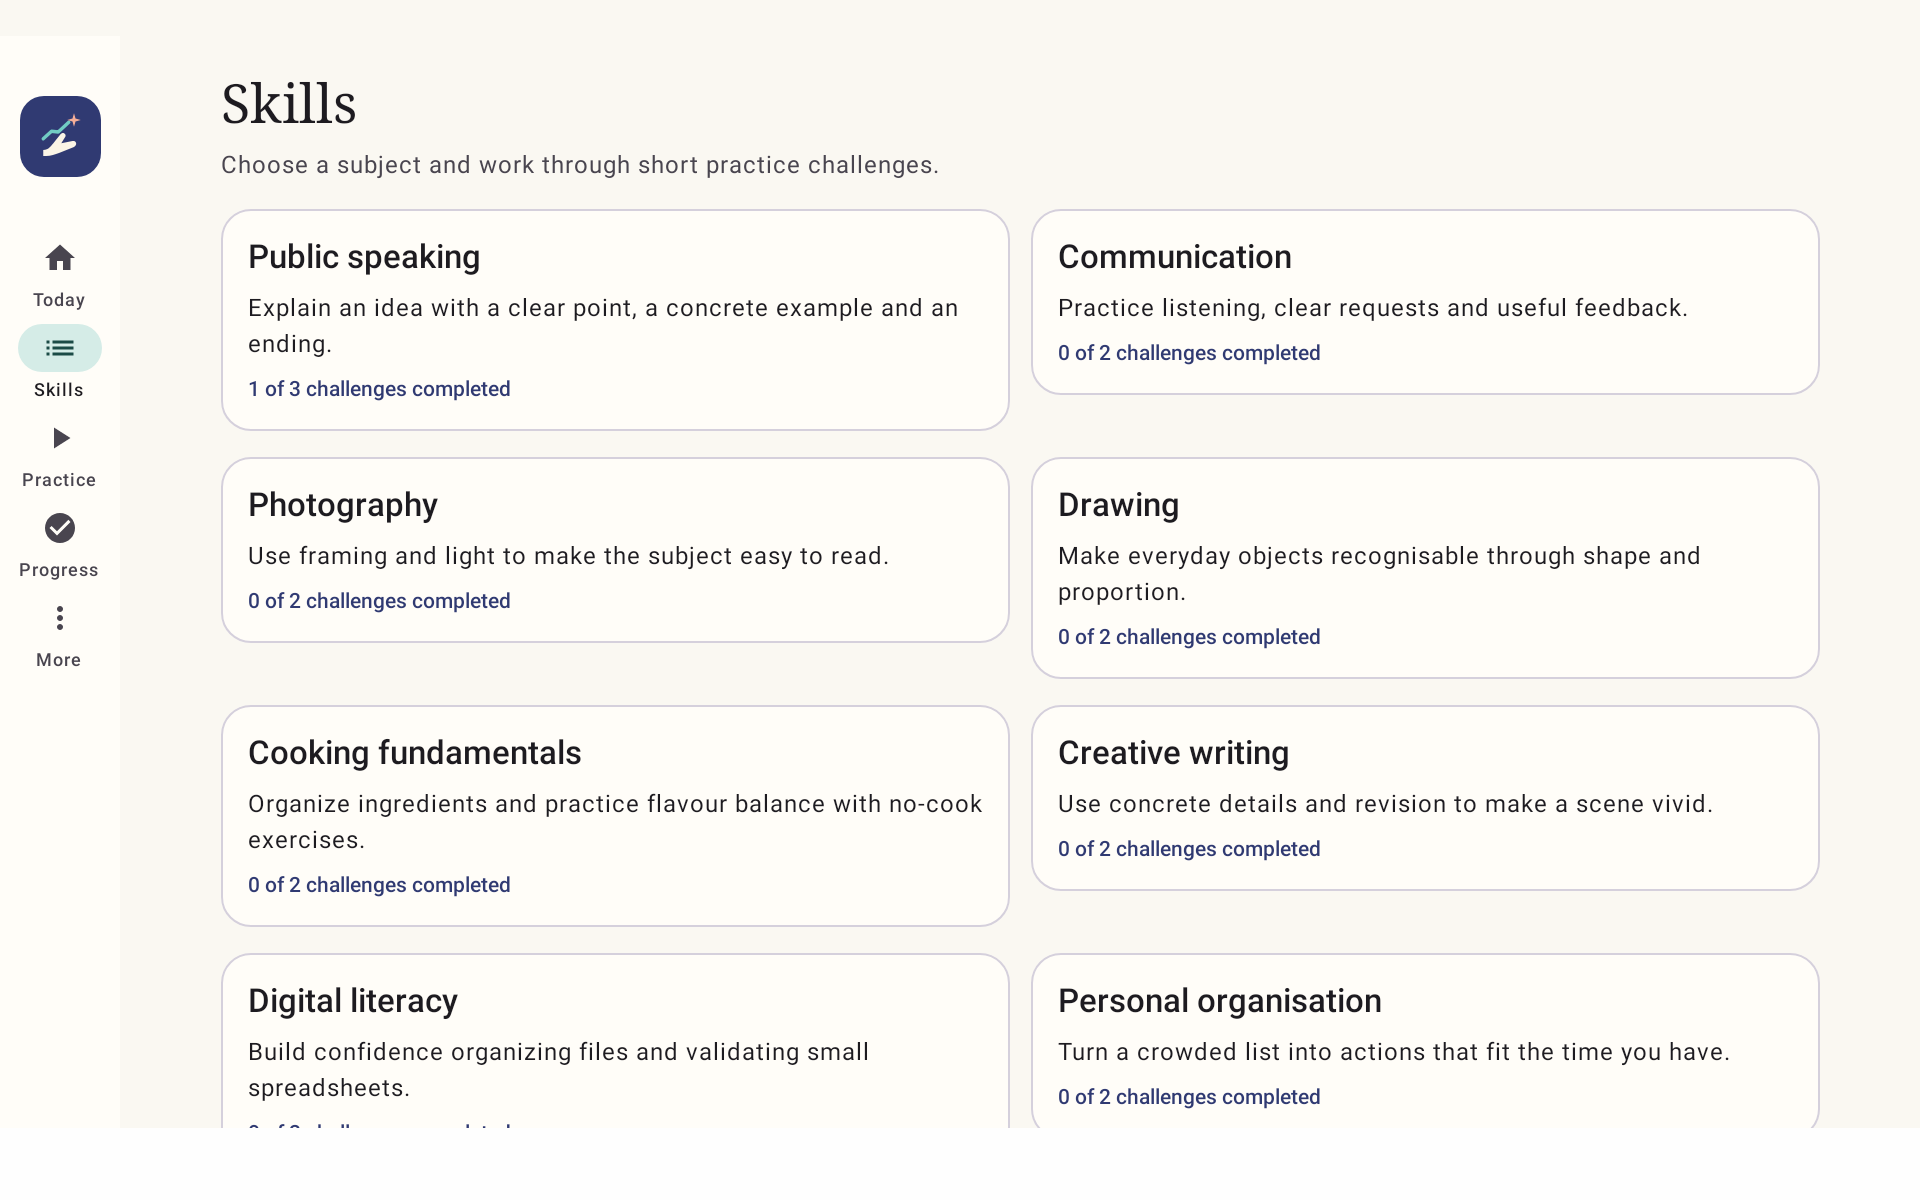 Skills
Choose a subject and work through short practice challenges.
Today
Skills
Practice
Progress
More
Public speaking
Explain an idea with a clear point, a concrete example and an
ending.
1 of 3 challenges completed
Communication
Practice listening, clear requests and useful feedback.
0 of 2 challenges completed
Photography
Use framing and light to make the subject easy to read.
0 of 2 challenges completed
Drawing
Make everyday objects recognisable through shape and
proportion.
0 of 2 challenges completed
Cooking fundamentals
Organize ingredients and practice flavour balance with no-cook
exercises.
0 of 2 challenges completed
Creative writing
Use concrete details and revision to make a scene vivid.
0 of 2 challenges completed
Digital literacy
Build confidence organizing files and validating small
spreadsheets.
Personal organisation
Turn a crowded list into actions that fit the time you have.
0 of 2 challenges completed